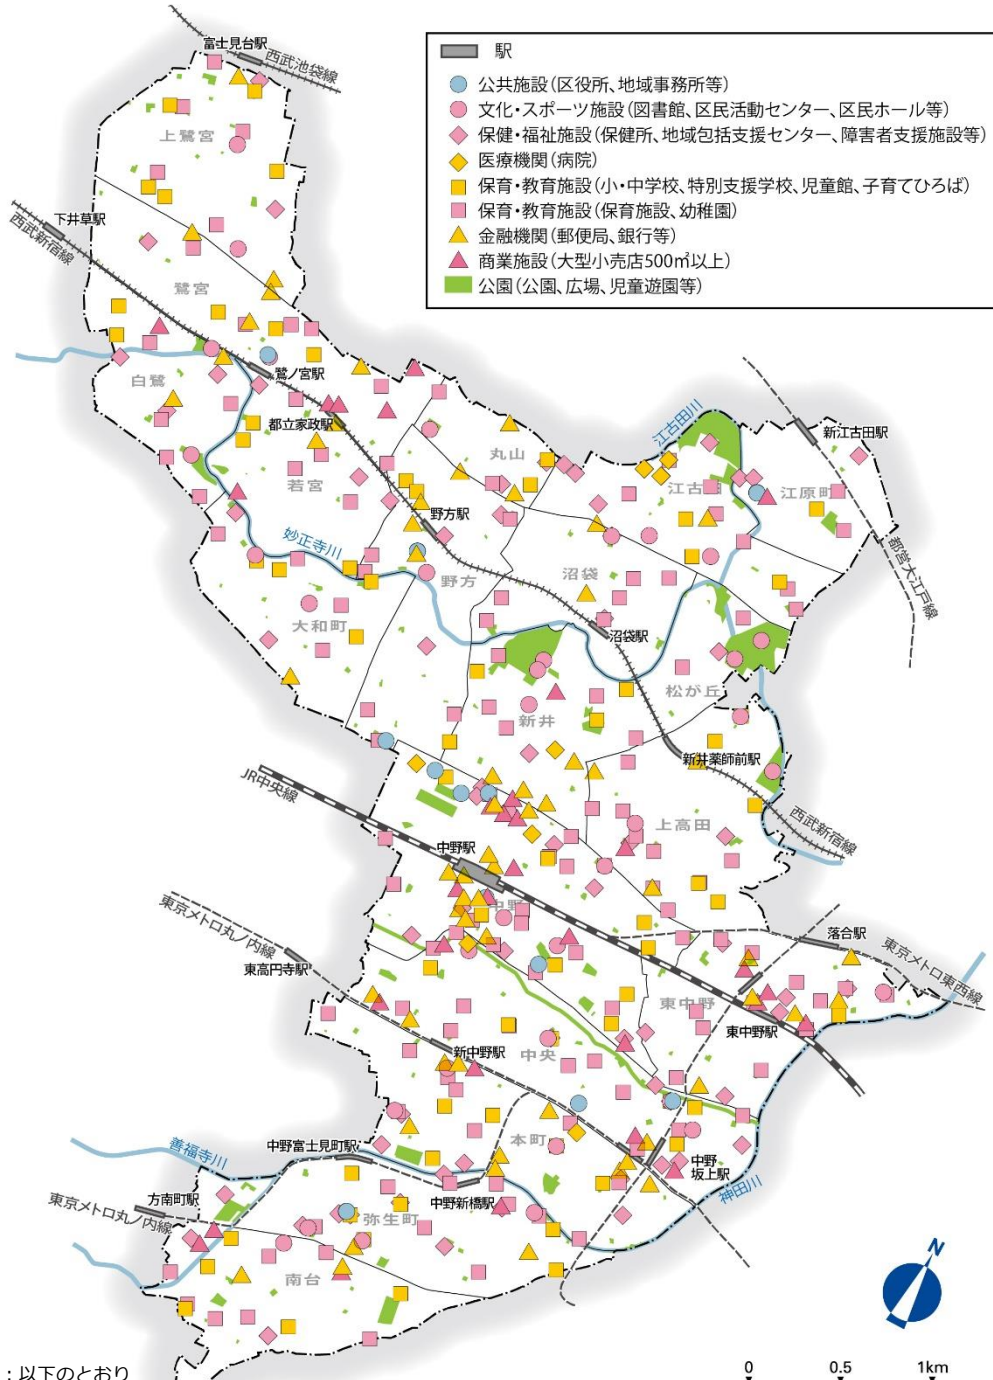 駅
公共施設(区役所、地域事務所等)
文化・スポーツ施設(図書館、区民活動センター、区民ホール等)
保健・福祉施設(保健所、地域包括支援センター、障害者支援施設等)
医療機関(病院)
保育・教育施設(小・中学校、特別支援学校、児童館、子育てひろば)
保育・教育施設(保育施設、幼稚園)
金融機関(郵便局、銀行等)
商業施設(大型小売店500㎡以上)
公園(公園、広場、児童遊園等)
富士見台駅
西武池袋線
上鷺宮
下井草駅
西武新宿線
鷺宮
白鷺
鷺ノ宮駅
都立家政駅
丸山
江古田川
新江古田駅
江古田
江原町
若宮
野方駅
妙正寺川
野方
沼袋
都営大江戸線
大和町
沼袋駅
松が丘
新井
新井薬師前駅
JR中央線
上高田
西武新宿線
中野駅
中野
東京メトロ丸ノ内線
東高円寺駅
落合駅
東京メトロ東西線
東中野
東中野駅
新中野駅
中央
善福寺川
中野富士見町駅
本町
中野
坂上駅
方南町駅
東京メトロ丸ノ内線
中野新橋駅
神田川
弥生町
南台
N
: 以下のとおり
0 0.5 1km